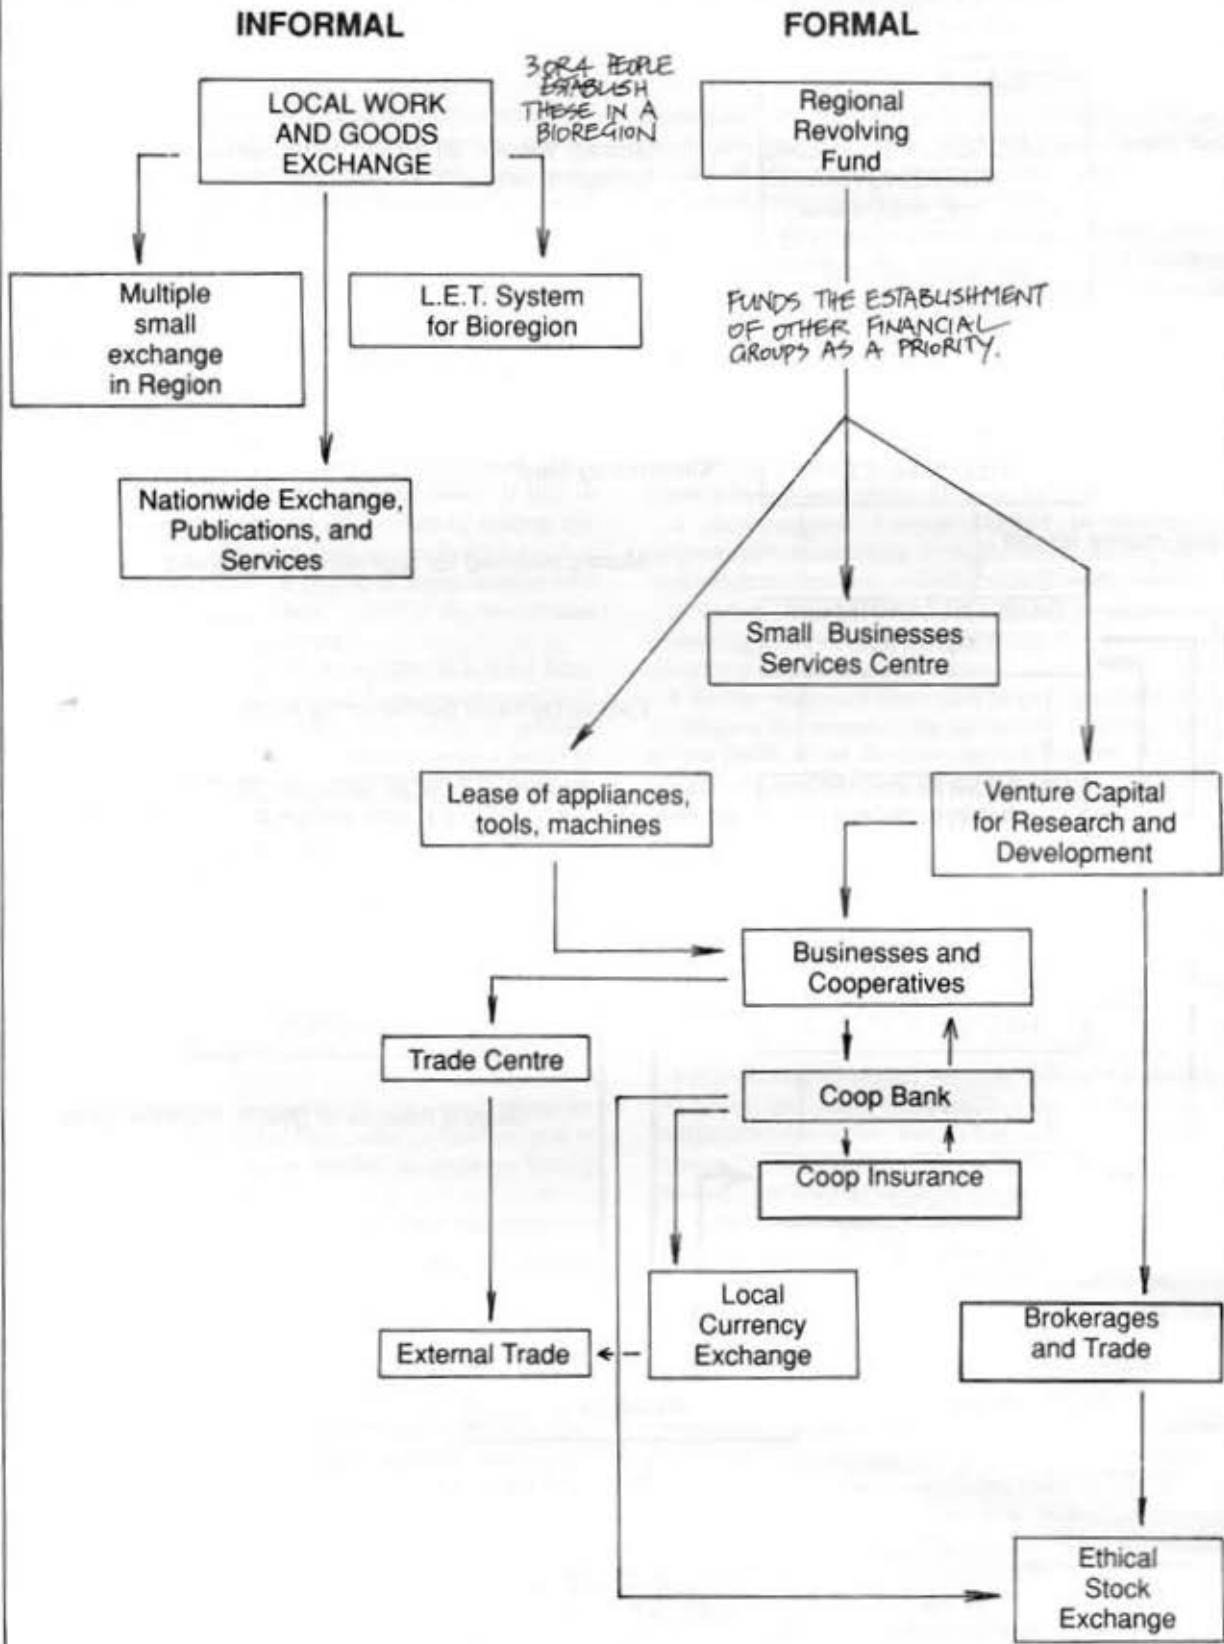 INFORMAL
FORMAL
3 OR 4 PEOPLE
ESTABLISH
THESE IN A
BIOREGION
LOCAL WORK
AND GOODS
EXCHANGE
Regional
Revolving
Fund
Multiple
small
exchange
in Region
L.E.T. System
for Bioregion
FUNDS THE ESTABLISHMENT
OF OTHER FINANCIAL
GROUPS AS A PRIORITY.
Nationwide Exchange,
Publications, and
Services
Small Businesses
Services Centre
Lease of appliances,
tools, machines
Venture Capital
for Research and
Development
Businesses and
Cooperatives
Trade Centre
Coop Bank
Coop Insurance
Local
Currency
Exchange
External Trade
Brokerages
and Trade
Ethical
Stock
Exchange